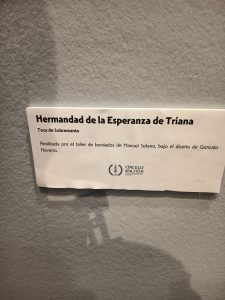 Hermandad de la Esperanza de Triana
Toca de Sobremanto
Realizada por el taller de bordados de Manuel Solano, bajo el diseño de Gonzalo
Navarro.
CÍRCULO